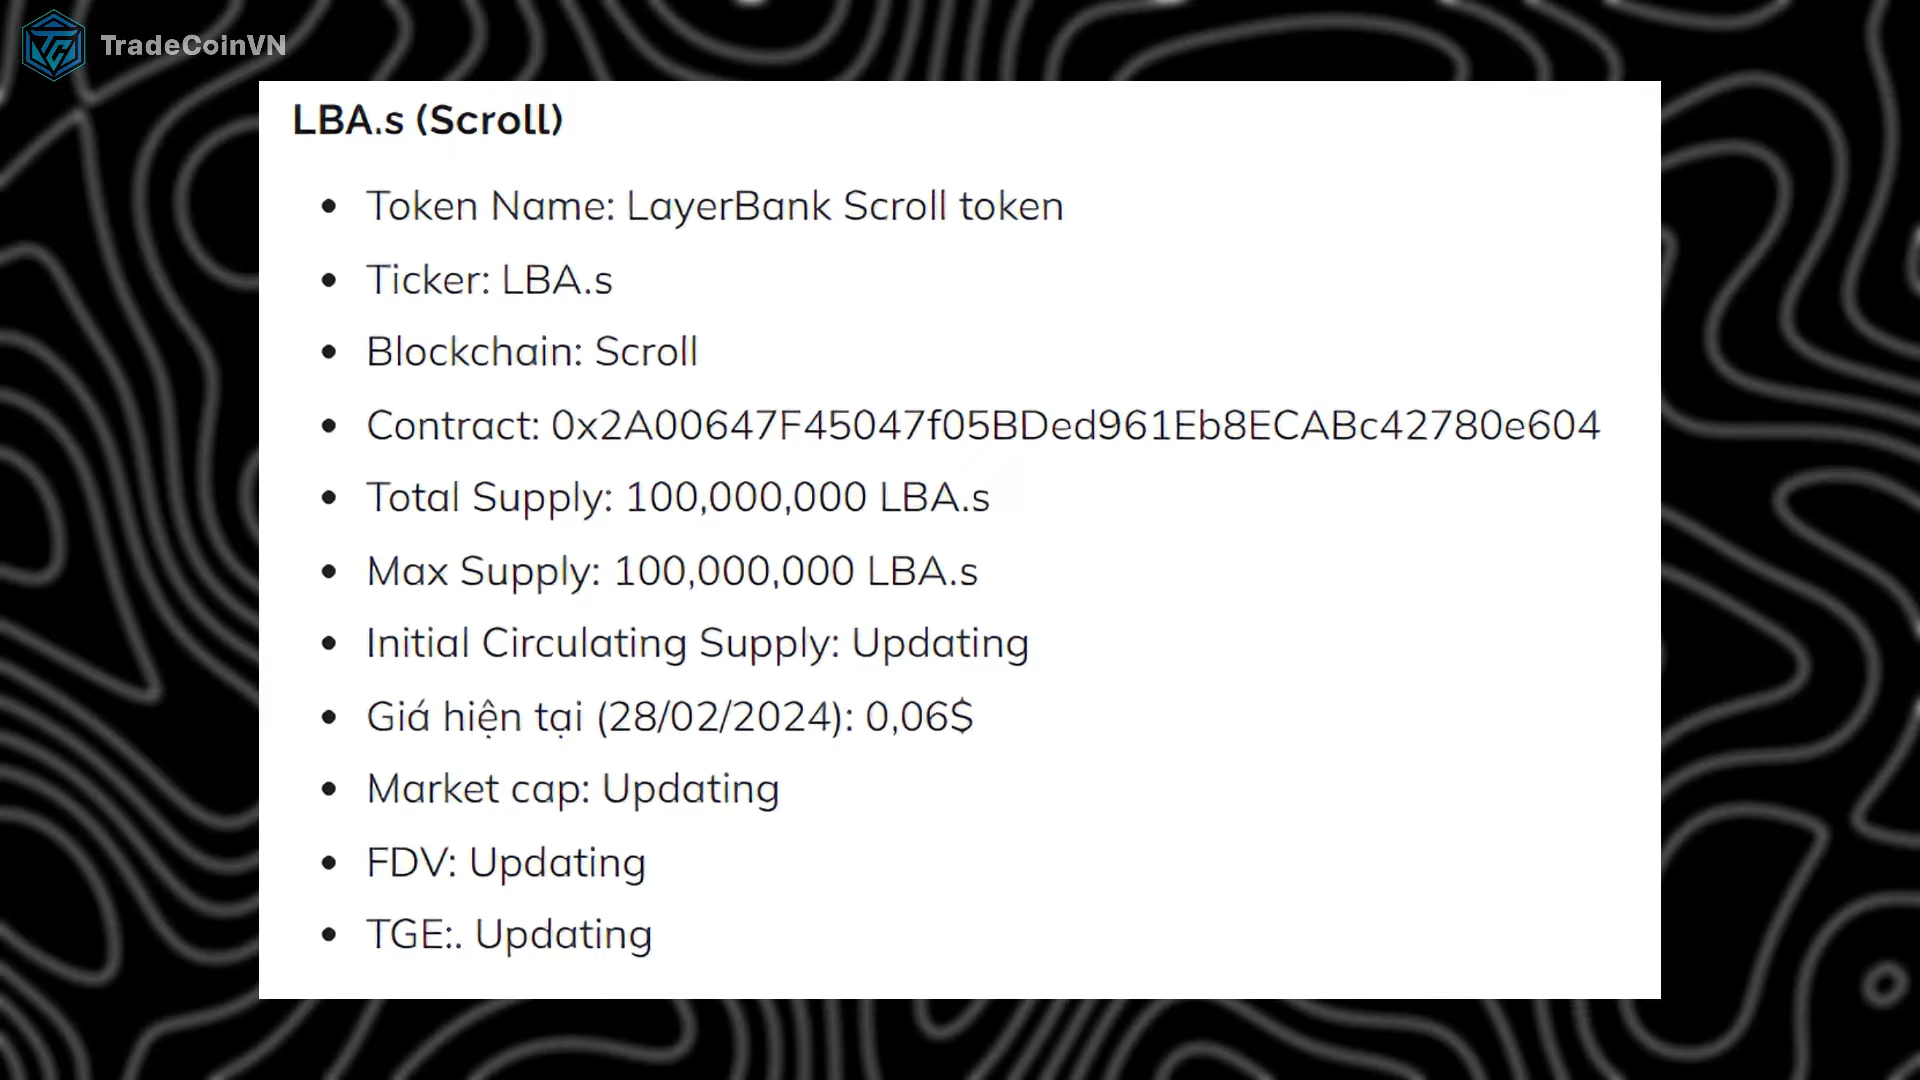 TradeCoinVN
LBA.s (Scroll)
• Token Name: LayerBank Scroll token
• Ticker: LBA.s
• Blockchain: Scroll
• Contract: 0x2A00647F45047f05BDed961Eb8ECABc42780e604
• Total Supply: 100,000,000 LBA.s
• Max Supply: 100,000,000 LBA.s
• Initial Circulating Supply: Updating
• Giá hiện tại (28/02/2024): 0,06$
• Market cap: Updating
• FDV: Updating
• TGE:. Updating